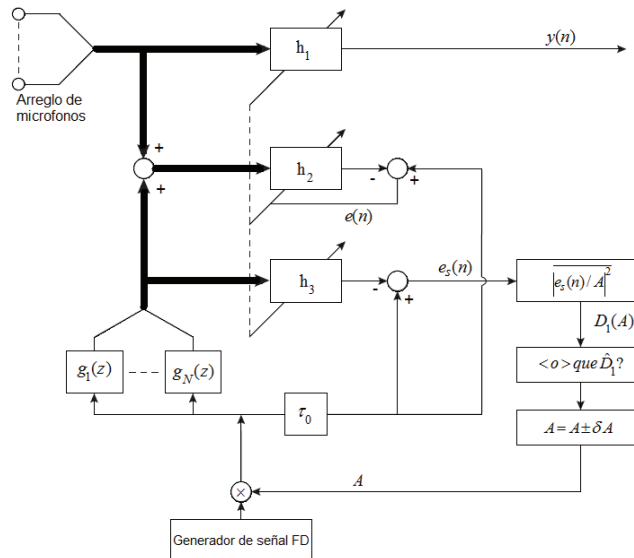 h₁
y(n)
Arreglo de
microfonos
+
+
h₂
-
+
e(n)
h₃
-
+
eₛ(n)
|eₛ(n)/A|²
D₁(A)
g₁(z)
g_N(z)
τ₀
<o> que D̂₁?
A = A ± δA
A
×
Generador de señal FD